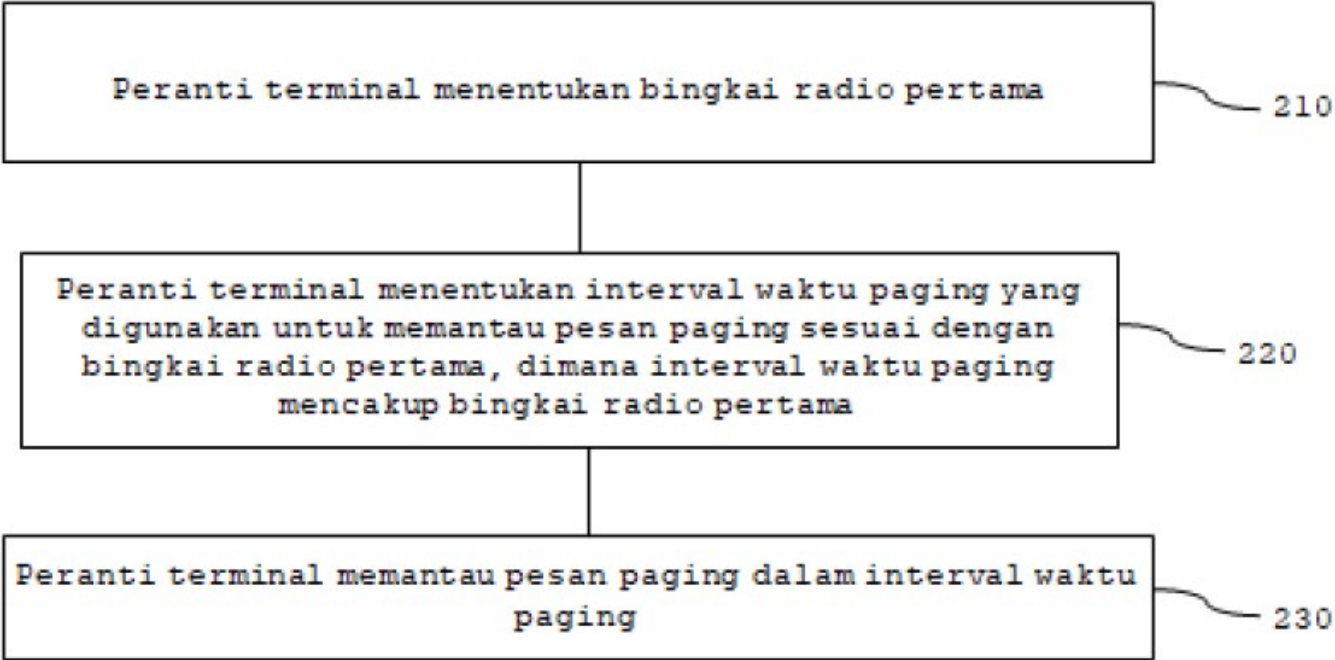 Peranti terminal menentukan bingkai radio pertama
210
Peranti terminal menentukan interval waktu paging yang
digunakan untuk memantau pesan paging sesuai dengan
bingkai radio pertama, dimana interval waktu paging
mencakup bingkai radio pertama
220
Peranti terminal memantau pesan paging dalam interval waktu
paging
230